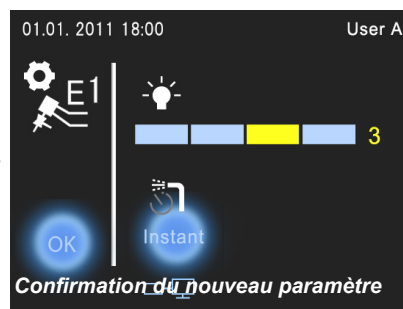 01.01. 2011 18:00 User A
E1
3
OK
Instant
Confirmation du nouveau paramètre